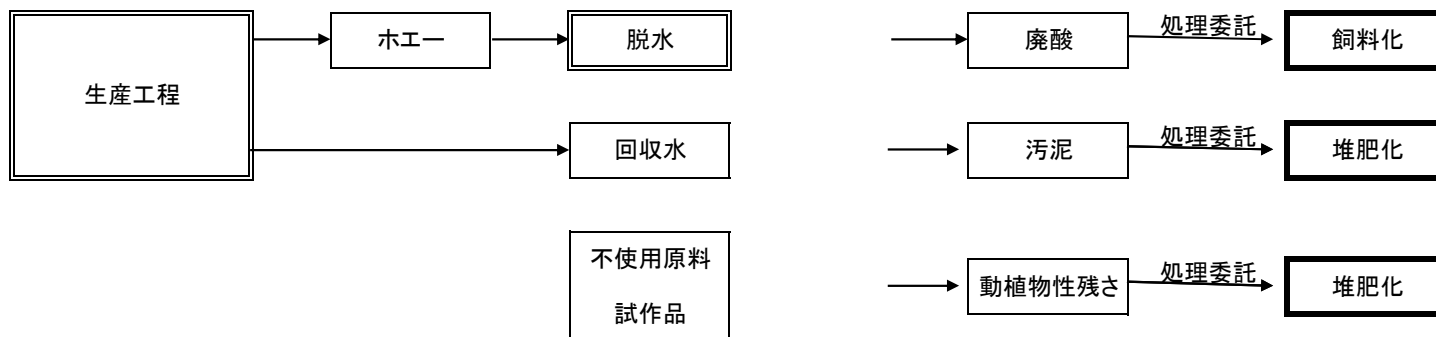 生産工程
ホエー
脱水
廃酸
処理委託
飼料化
回収水
汚泥
処理委託
堆肥化
不使用原料
試作品
動植物性残さ
処理委託
堆肥化